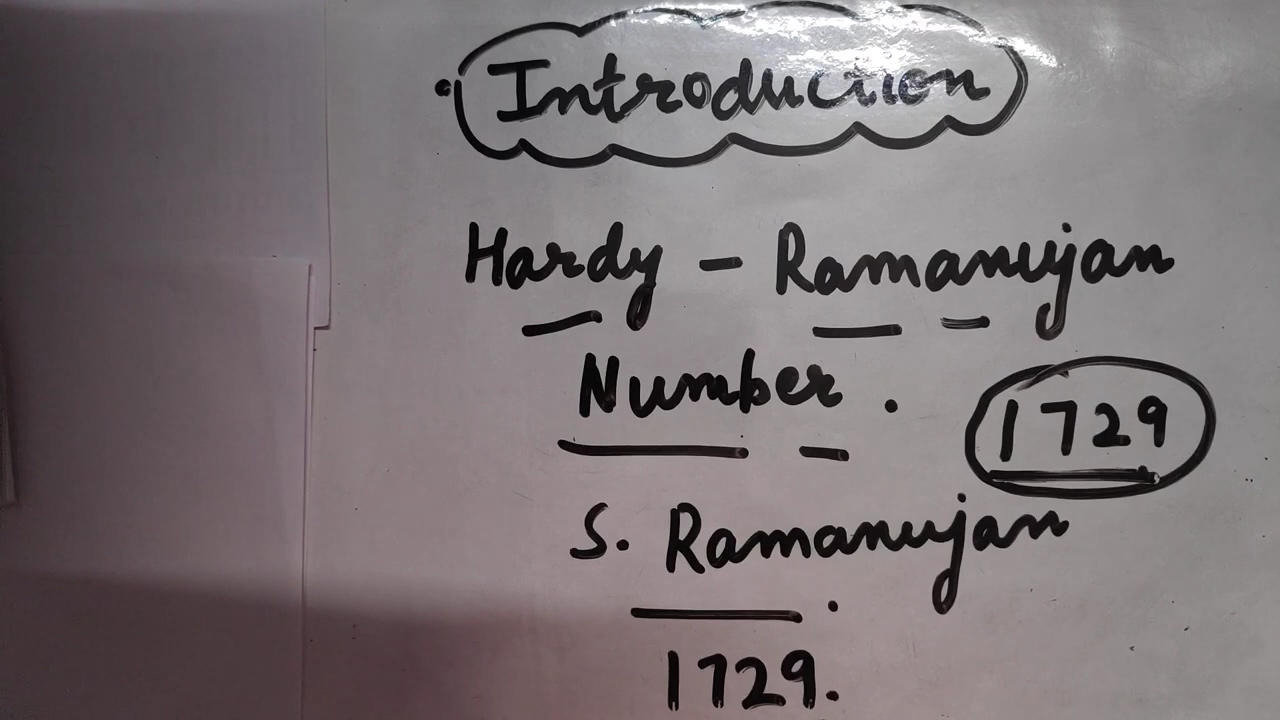 Introduction
Hardy - Ramanujan
Number. 1729
S. Ramanujan
1729.